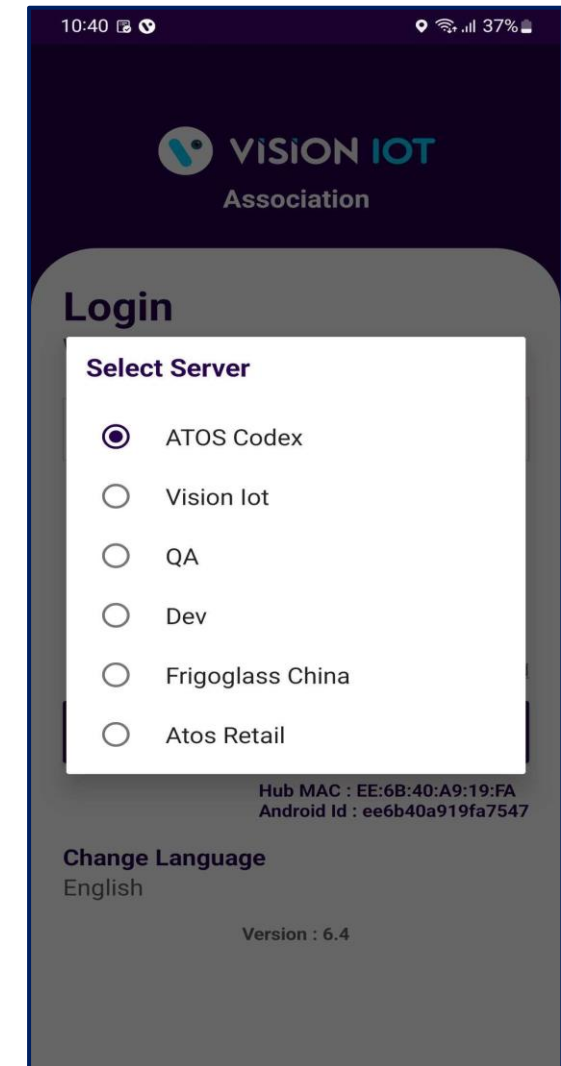 10:40
37%
VISION IOT
Association
Login
Select Server
ATOS Codex
Vision Iot
QA
Dev
Frigoglass China
Atos Retail
Hub MAC : EE:6B:40:A9:19:FA
Android Id : ee6b40a919fa7547
Change Language
English
Version : 6.4